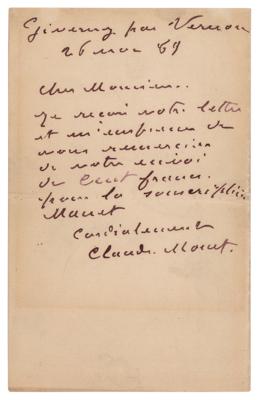 Giverny par Vernon
26 nov 89
Cher Monsieur..
Je reçois votre lettre
et m'empresse de
vous remercier
de votre envoi
de Cent francs.
pour la souscription
Manet
Cordialement
Claude Monet.